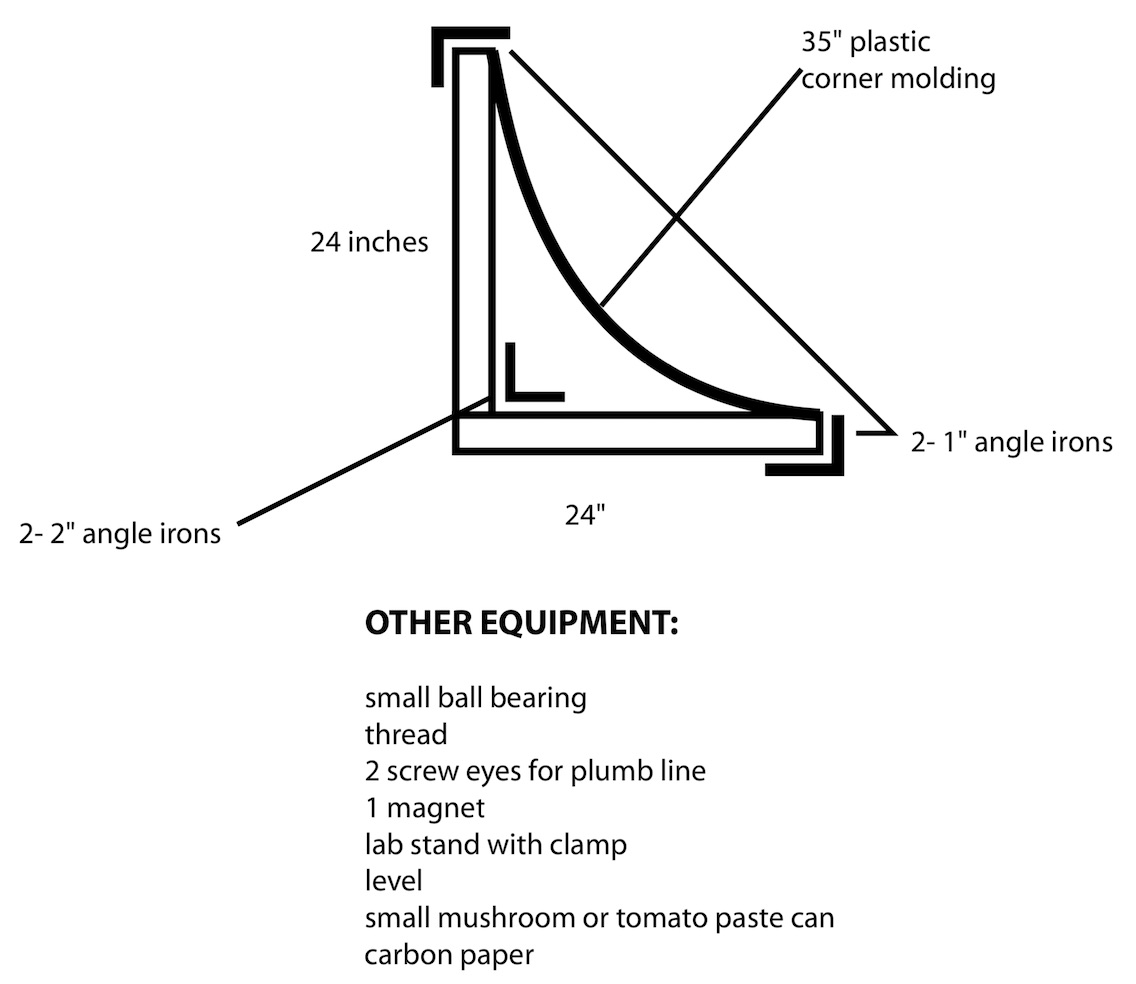 35" plastic
corner molding
24 inches
2- 1" angle irons
24"
2- 2" angle irons
OTHER EQUIPMENT:
small ball bearing
thread
2 screw eyes for plumb line
1 magnet
lab stand with clamp
level
small mushroom or tomato paste can
carbon paper